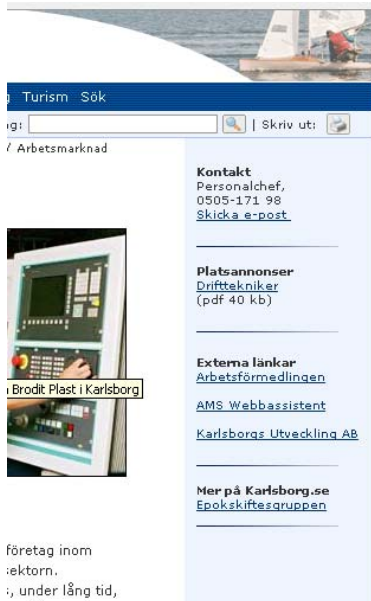 Turism Sök
ng: | Skriv ut:
/ Arbetsmarknad
Kontakt
Personalchef,
0505-171 98
Skicka e-post
Platsannonser
Drifttekniker
(pdf 40 kb)
Brodit Plast i Karlsborg
Externa länkar
Arbetsförmedlingen
AMS Webbassistent
Karlsborgs Utveckling AB
Mer på Karlsborg.se
Epokskiftesgruppen
företag inom
sektorn.
s, under lång tid,